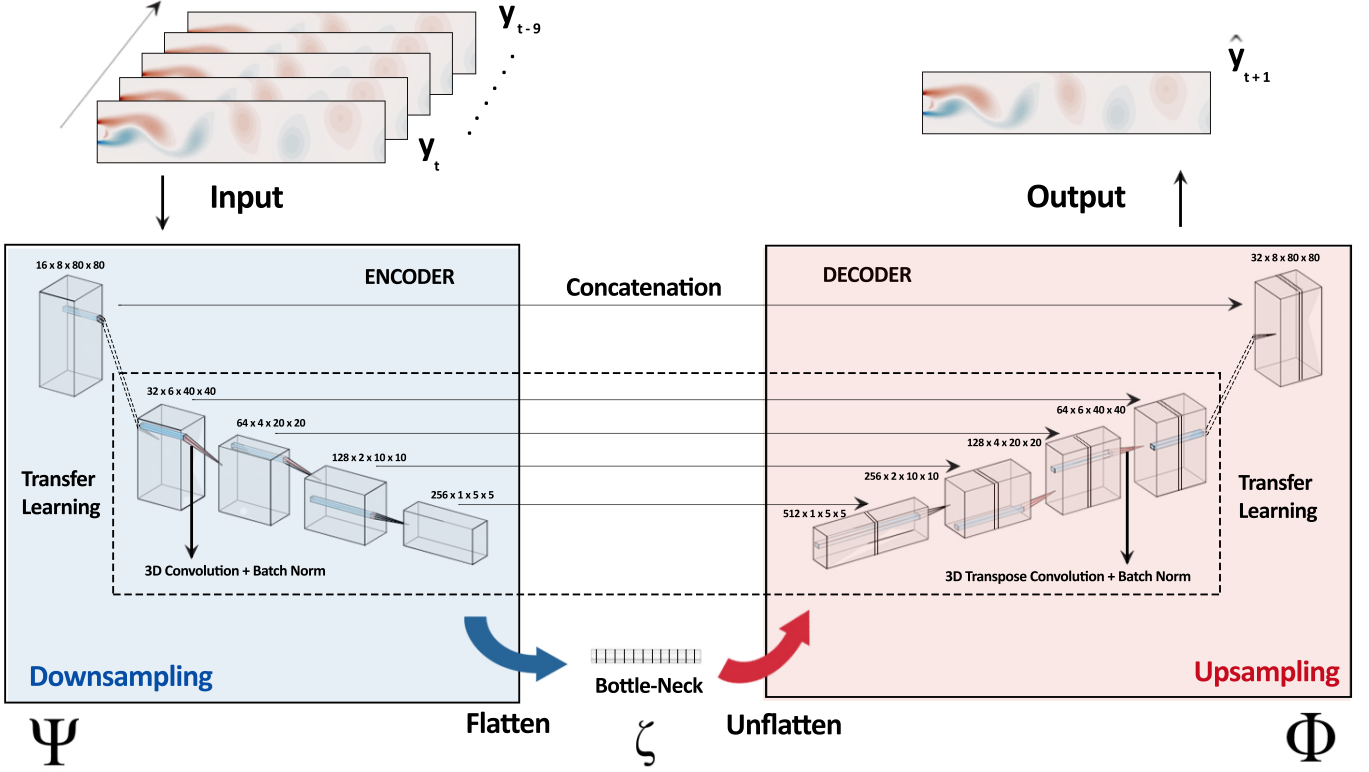 y t-9
y t
Input
ŷ t+1
Output
16 x 8 x 80 x 80
ENCODER
Concatenation
DECODER
32 x 8 x 80 x 80
32 x 6 x 40 x 40
64 x 4 x 20 x 20
128 x 2 x 10 x 10
256 x 1 x 5 x 5
64 x 6 x 40 x 40
128 x 4 x 20 x 20
256 x 2 x 10 x 10
512 x 1 x 5 x 5
Transfer
Learning
Transfer
Learning
3D Convolution + Batch Norm
3D Transpose Convolution + Batch Norm
Downsampling
Bottle-Neck
Upsampling
Flatten
Unflatten
Ψ
ζ
Φ